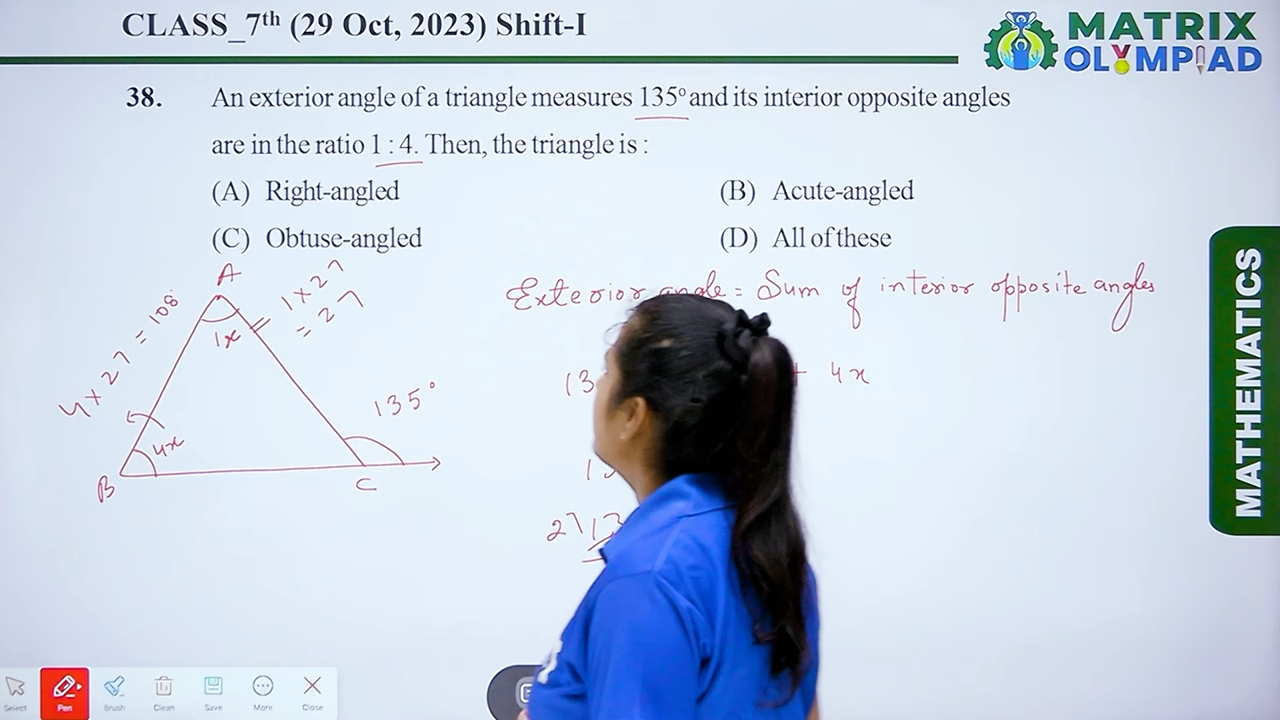 CLASS_7th (29 Oct, 2023) Shift-I
MATRIX
OLYMPIAD
38. An exterior angle of a triangle measures 135° and its interior opposite angles
are in the ratio 1 : 4. Then, the triangle is :
(A) Right-angled
(B) Acute-angled
(C) Obtuse-angled
(D) All of these
MATHEMATICS
A
1x
1 × 27
= 27
4 × 27 = 108°
4x
B
C
135°
Exterior angle = Sum of interior opposite angles
13
+ 4x
27
Select
Pen
Brush
Clean
Save
More
Close